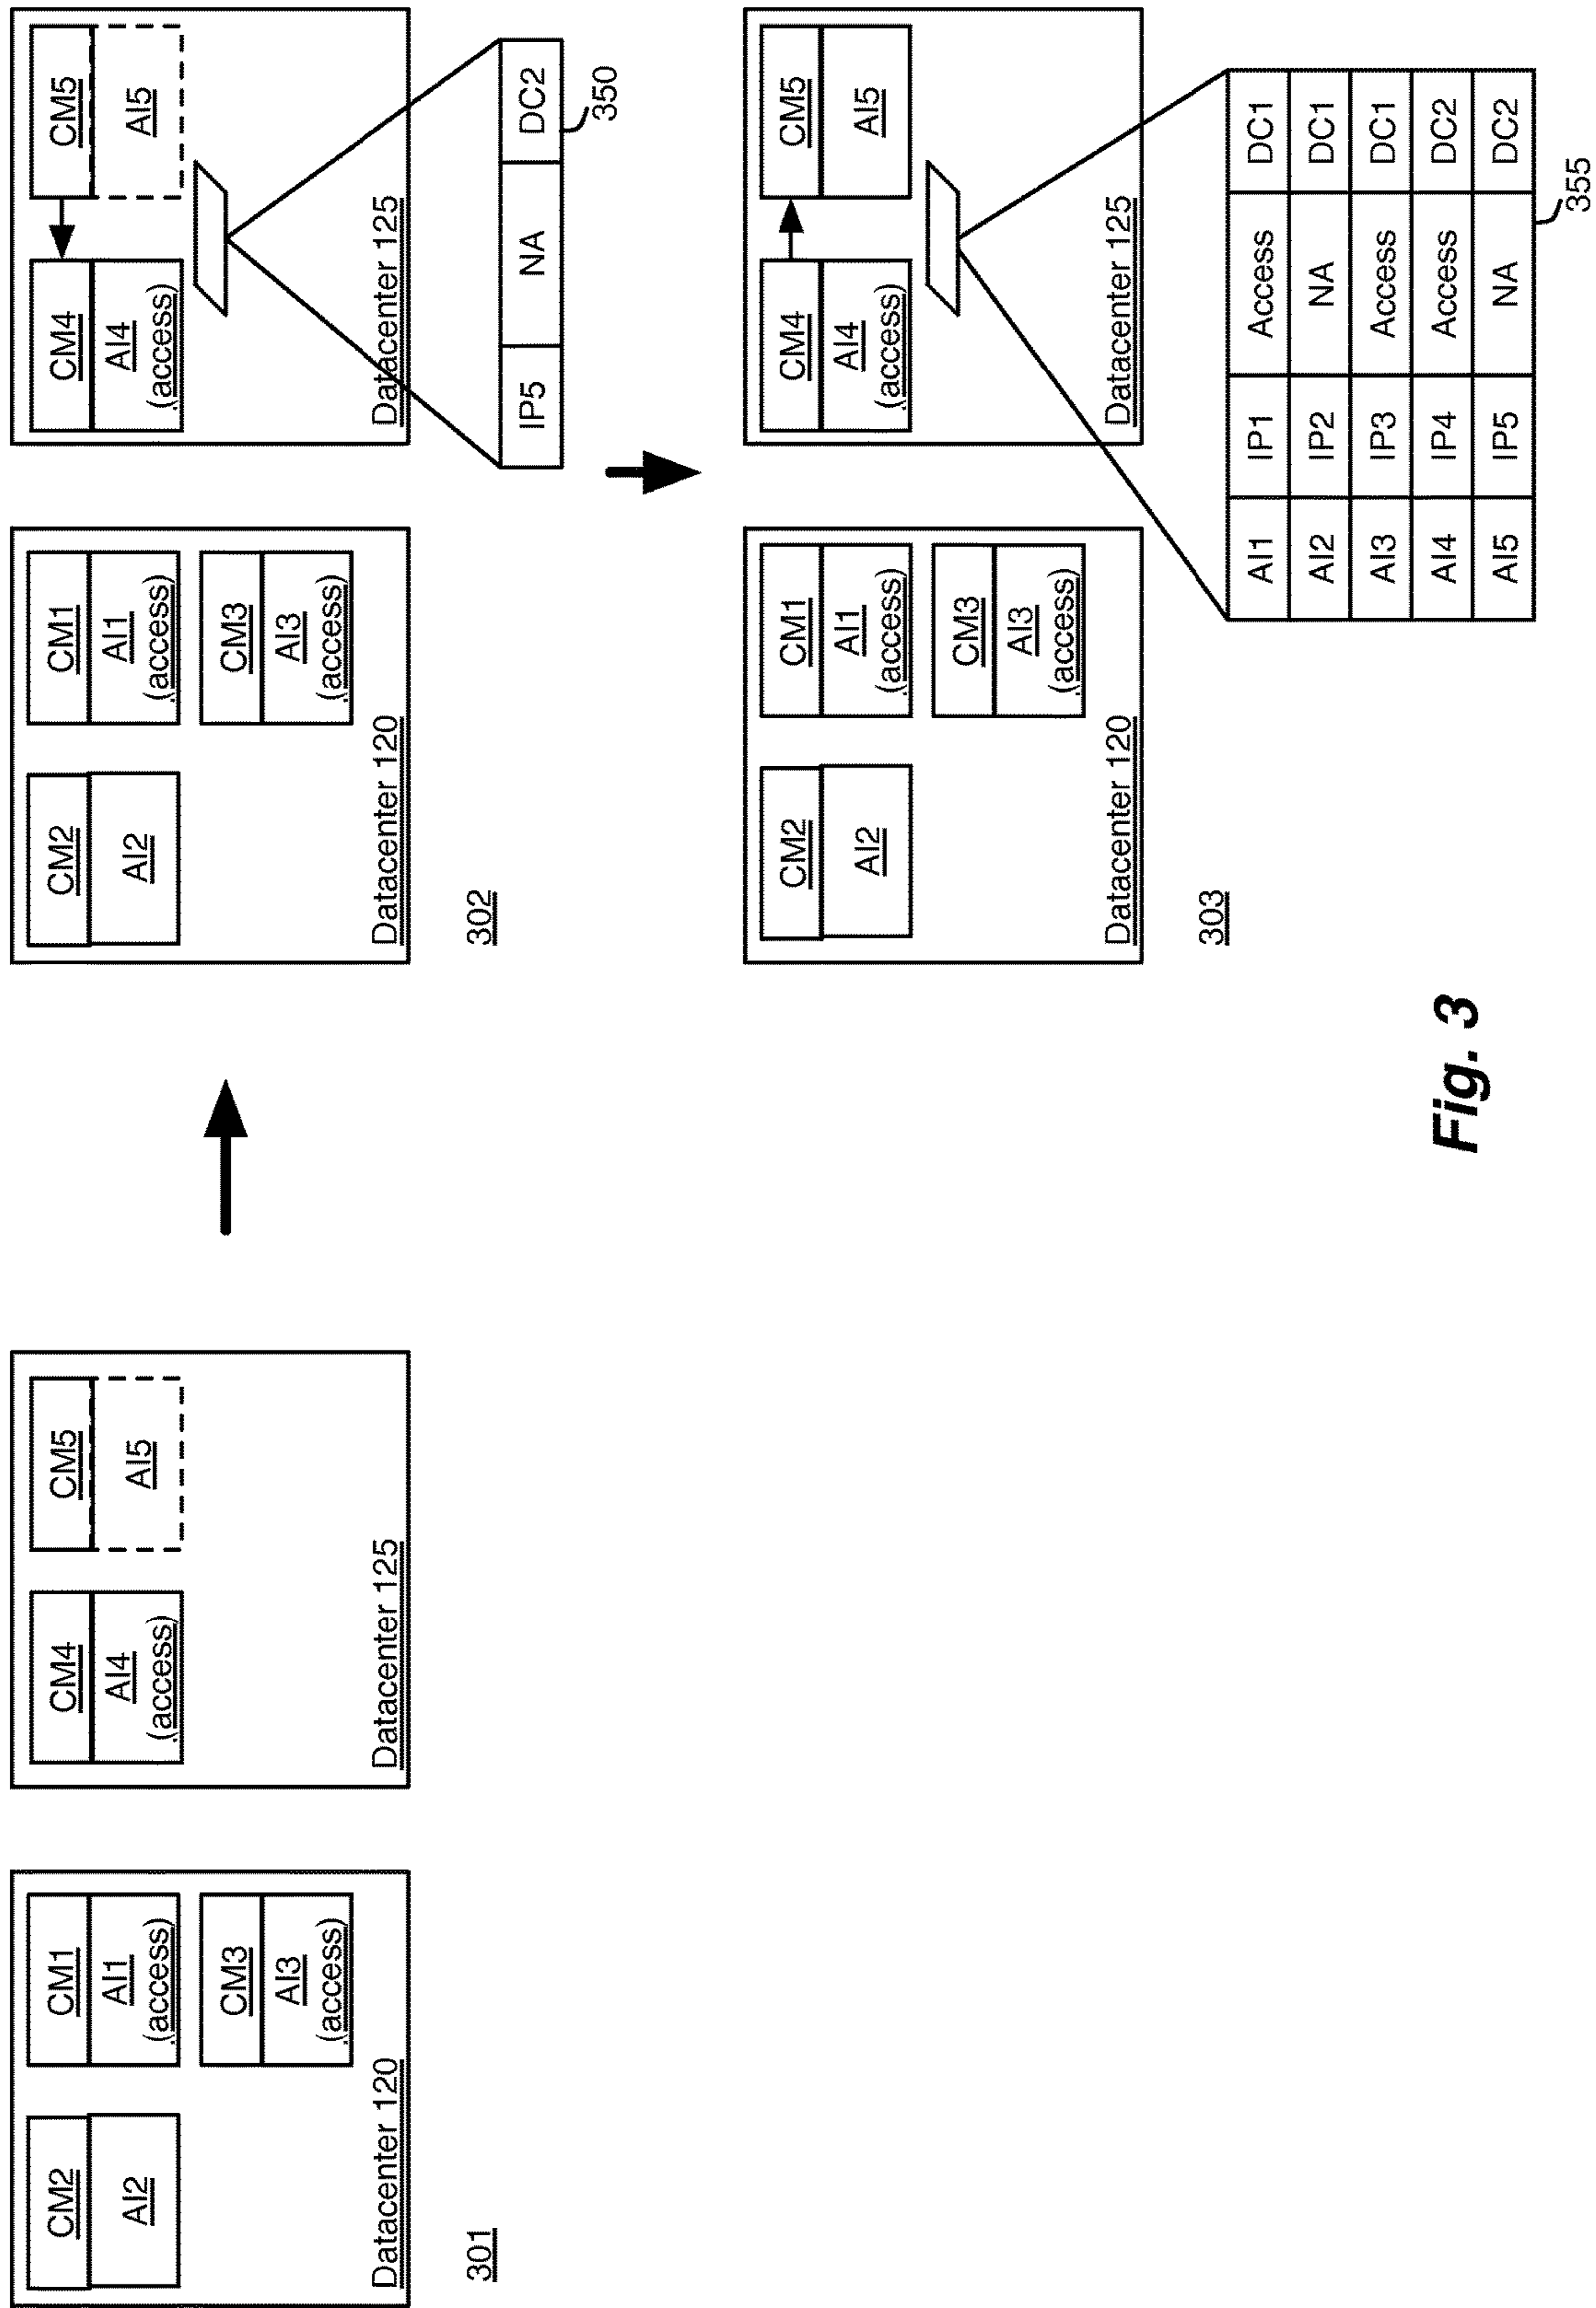 CM2
AI2
CM1
AI1
(access)
CM3
AI3
(access)
Datacenter 120
CM4
AI4
(access)
CM5
AI5
Datacenter 125
301
CM2
AI2
CM1
AI1
(access)
CM3
AI3
(access)
Datacenter 120
CM4
AI4
(access)
CM5
AI5
Datacenter 125
IP5 NA DC2
350
302
CM2
AI2
CM1
AI1
(access)
CM3
AI3
(access)
Datacenter 120
CM4
AI4
(access)
CM5
AI5
Datacenter 125
303
AI1 IP1 Access DC1
AI2 IP2 NA DC1
AI3 IP3 Access DC1
AI4 IP4 Access DC2
AI5 IP5 NA DC2
355
Fig. 3